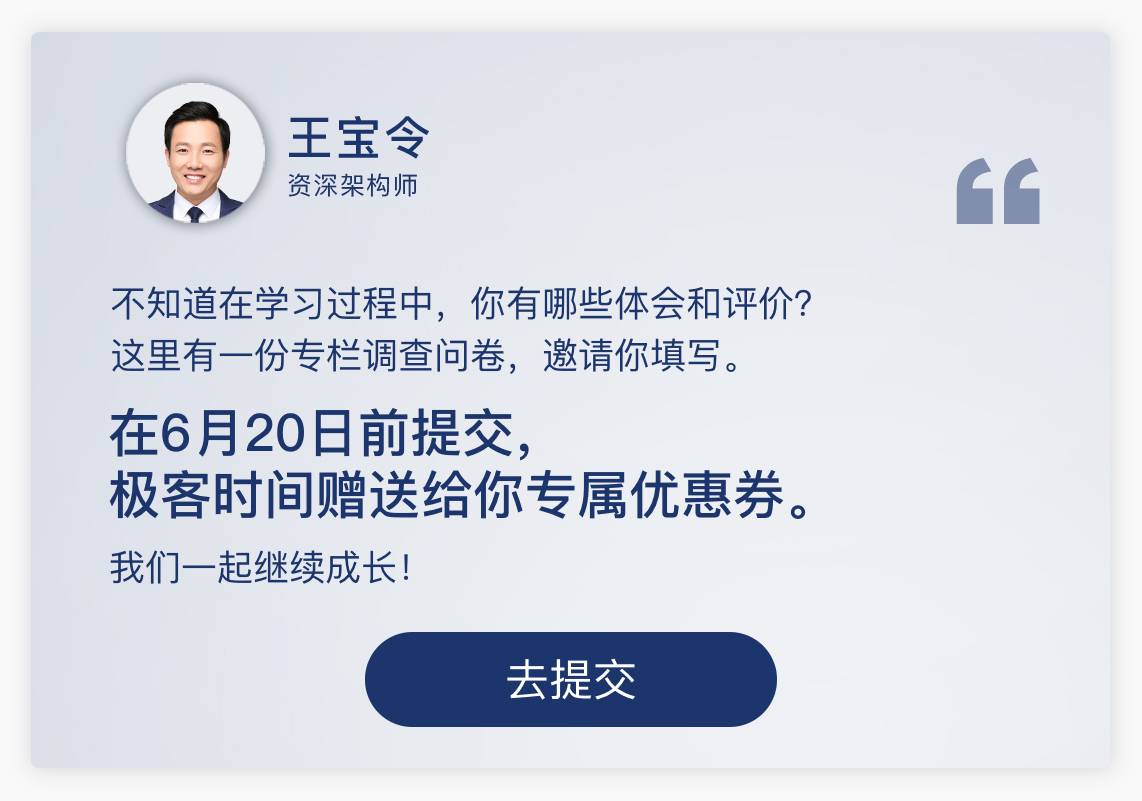 王宝令
资深架构师
不知道在学习过程中，你有哪些体会和评价？
这里有一份专栏调查问卷，邀请你填写。
在6月20日前提交，
极客时间赠送给你专属优惠券。
我们一起继续成长！
去提交